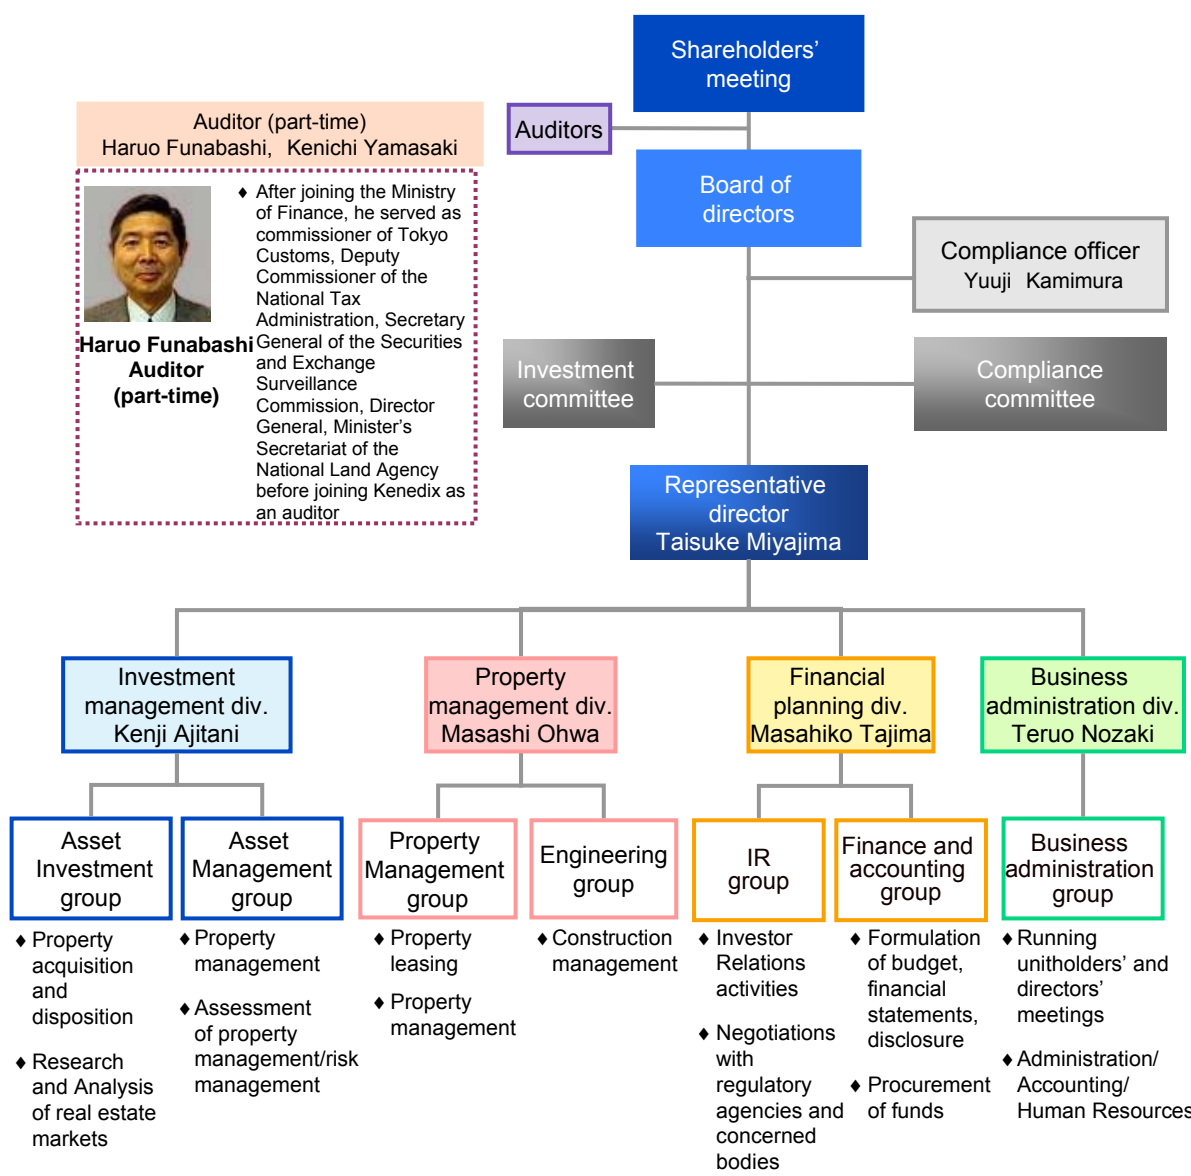 Shareholders’
meeting
Auditors
Auditor (part-time)
Haruo Funabashi,  Kenichi Yamasaki
Haruo Funabashi
Auditor
(part-time)
♦ After joining the Ministry
of Finance, he served as
commissioner of Tokyo
Customs, Deputy
Commissioner of the
National Tax
Administration, Secretary
General of the Securities
and Exchange
Surveillance
Commission, Director
General, Minister’s
Secretariat of the
National Land Agency
before joining Kenedix as
an auditor
Board of
directors
Compliance officer
Yuuji  Kamimura
Investment
committee
Compliance
committee
Representative
director
Taisuke Miyajima
Investment
management div.
Kenji Ajitani
Property
management div.
Masashi Ohwa
Financial
planning div.
Masahiko Tajima
Business
administration div.
Teruo Nozaki
Asset
Investment
group
Asset
Management
group
Property
Management
group
Engineering
group
IR
group
Finance and
accounting
group
Business
administration
group
♦ Property
acquisition
and
disposition
♦ Research
and Analysis
of real estate
markets
♦ Property
management
♦ Assessment
of property
management/risk
management
♦ Property
leasing
♦ Property
management
♦ Construction
management
♦ Investor
Relations
activities
♦ Negotiations
with
regulatory
agencies and
concerned
bodies
♦ Formulation
of budget,
financial
statements,
disclosure
♦ Procurement
of funds
♦ Running
unitholders’ and
directors’
meetings
♦ Administration/
Accounting/
Human Resources